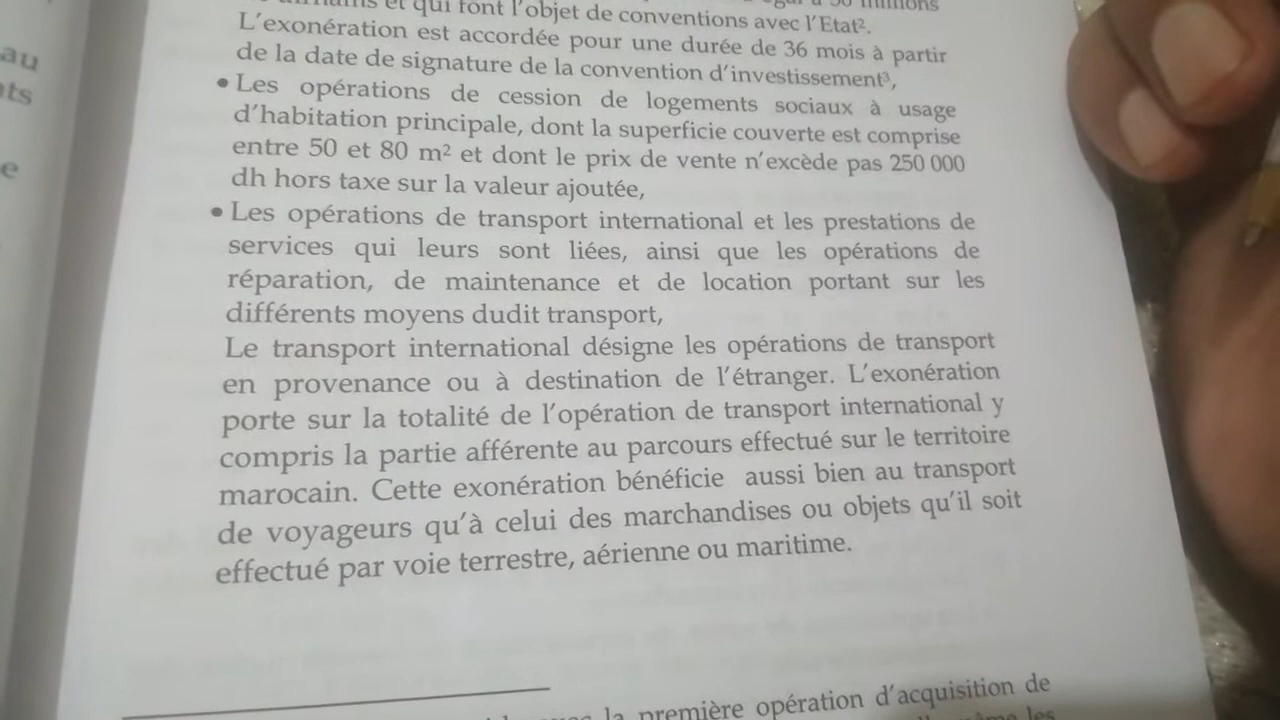 et qui font l'objet de conventions avec l'Etat².
L'exonération est accordée pour une durée de 36 mois à partir
de la date de signature de la convention d'investissement³,
• Les opérations de cession de logements sociaux à usage
d'habitation principale, dont la superficie couverte est comprise
entre 50 et 80 m² et dont le prix de vente n'excède pas 250 000
dh hors taxe sur la valeur ajoutée,
• Les opérations de transport international et les prestations de
services qui leurs sont liées, ainsi que les opérations de
réparation, de maintenance et de location portant sur les
différents moyens dudit transport,
Le transport international désigne les opérations de transport
en provenance ou à destination de l'étranger. L'exonération
porte sur la totalité de l'opération de transport international y
compris la partie afférente au parcours effectué sur le territoire
marocain. Cette exonération bénéficie aussi bien au transport
de voyageurs qu'à celui des marchandises ou objets qu'il soit
effectué par voie terrestre, aérienne ou maritime.
la première opération d'acquisition de
au
e